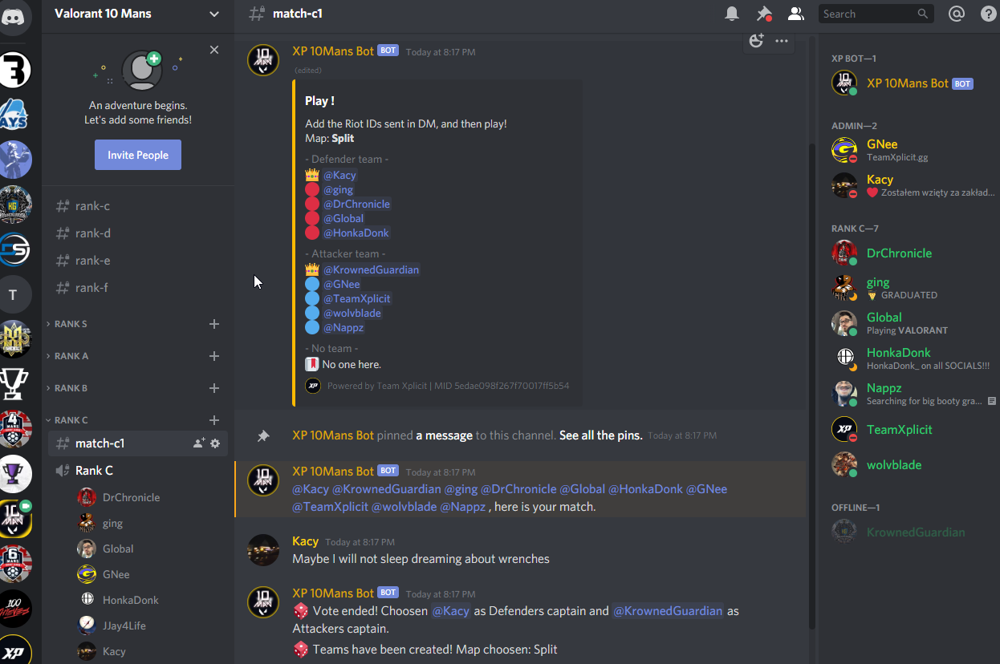 Valorant 10 Mans
An adventure begins.
Let's add some friends!
Invite People
rank-c
rank-d
rank-e
rank-f
RANK S
RANK A
RANK B
RANK C
match-c1
Rank C
DrChronicle
ging
Global
GNee
HonkaDonk
JJay4Life
Kacy
T
100
XP
match-c1
Search
XP 10Mans Bot BOT Today at 8:17 PM
(edited)
Play !
Add the Riot IDs sent in DM, and then play!
Map: Split
- Defender team -
@Kacy
@ging
@DrChronicle
@Global
@HonkaDonk
- Attacker team -
@KrownedGuardian
@GNee
@TeamXplicit
@wolvblade
@Nappz
- No team -
No one here.
Powered by Team Xplicit | MID 5edae098f267f70017ff5b54
XP 10Mans Bot pinned a message to this channel. See all the pins. Today at 8:17 PM
XP 10Mans Bot BOT Today at 8:17 PM
@Kacy @KrownedGuardian @ging @DrChronicle @Global @HonkaDonk @GNee
@TeamXplicit @wolvblade @Nappz , here is your match.
Kacy Today at 8:17 PM
Maybe I will not sleep dreaming about wrenches
XP 10Mans Bot BOT Today at 8:17 PM
Vote ended! Choosen @Kacy as Defenders captain and @KrownedGuardian as
Attackers captain.
Teams have been created! Map choosen: Split
XP BOT—1
XP 10Mans Bot BOT
ADMIN—2
GNee
TeamXplicit.gg
Kacy
Zostałem wzięty za zakład...
RANK C—7
DrChronicle
ging
GRADUATED
Global
Playing VALORANT
HonkaDonk
HonkaDonk_ on all SOCIALS!!!
Nappz
Searching for big booty gra...
TeamXplicit
wolvblade
OFFLINE—1
KrownedGuardian